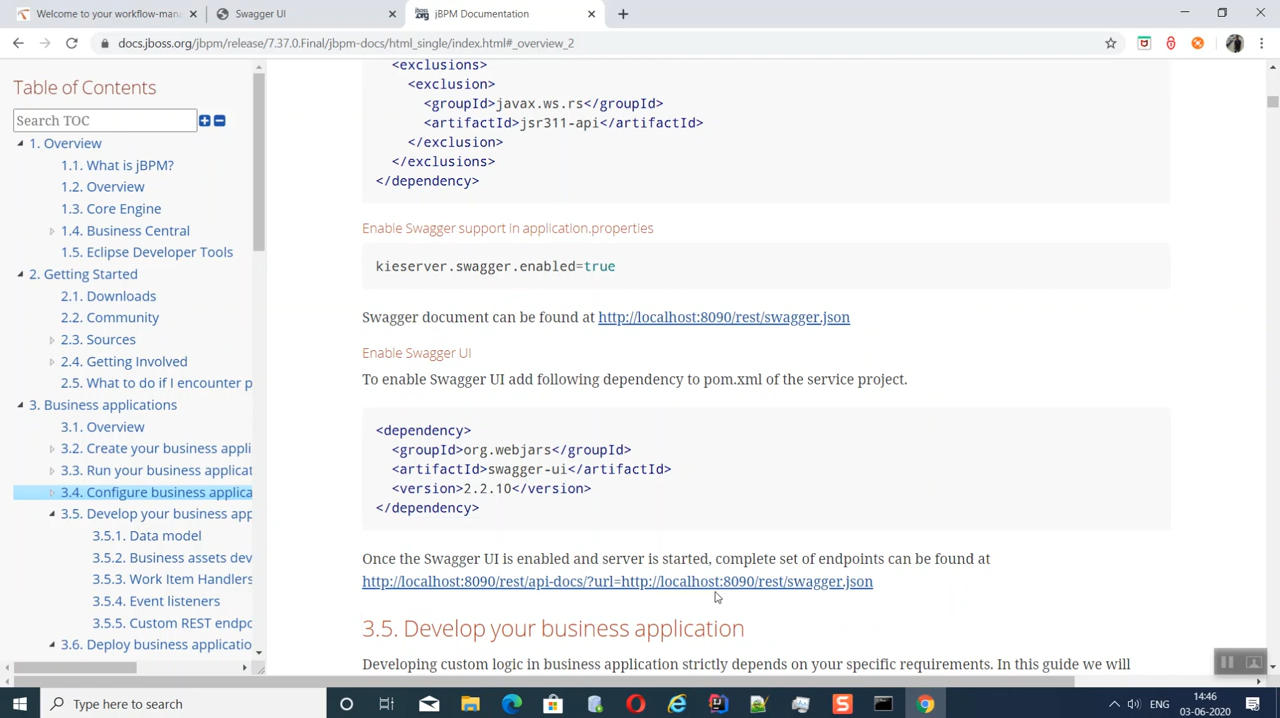 Welcome to your workflow-man
Swagger UI
jBPM Documentation
docs.jboss.org/jbpm/release/7.37.0.Final/jbpm-docs/html_single/index.html#_overview_2
Table of Contents
Search TOC
1. Overview
1.1. What is jBPM?
1.2. Overview
1.3. Core Engine
1.4. Business Central
1.5. Eclipse Developer Tools
2. Getting Started
2.1. Downloads
2.2. Community
2.3. Sources
2.4. Getting Involved
2.5. What to do if I encounter p
3. Business applications
3.1. Overview
3.2. Create your business appli
3.3. Run your business applicat
3.4. Configure business applica
3.5. Develop your business app
3.5.1. Data model
3.5.2. Business assets dev
3.5.3. Work Item Handlers
3.5.4. Event listeners
3.5.5. Custom REST endpo
3.6. Deploy business applicatio
<exclusions>
<exclusion>
<groupId>javax.ws.rs</groupId>
<artifactId>jsr311-api</artifactId>
</exclusion>
</exclusions>
</dependency>
Enable Swagger support in application.properties
kieserver.swagger.enabled=true
Swagger document can be found at http://localhost:8090/rest/swagger.json
Enable Swagger UI
To enable Swagger UI add following dependency to pom.xml of the service project.
<dependency>
<groupId>org.webjars</groupId>
<artifactId>swagger-ui</artifactId>
<version>2.2.10</version>
</dependency>
Once the Swagger UI is enabled and server is started, complete set of endpoints can be found at
http://localhost:8090/rest/api-docs/?url=http://localhost:8090/rest/swagger.json
3.5. Develop your business application
Developing custom logic in business application strictly depends on your specific requirements. In this guide we will
Type here to search
ENG
14:46
03-06-2020